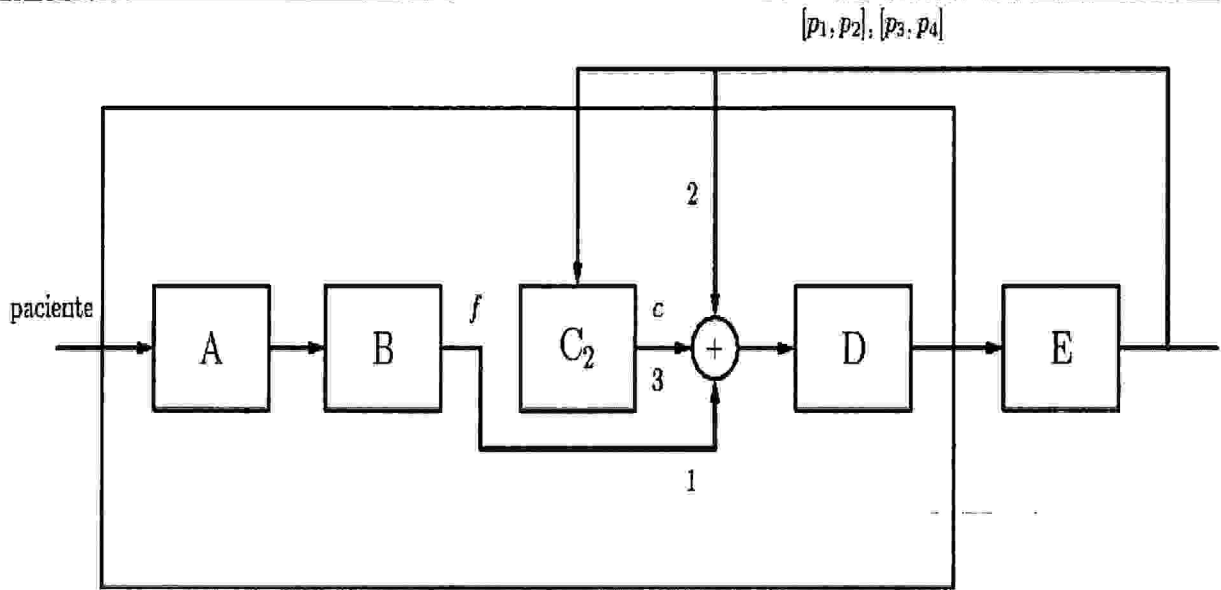 [p₁, p₂], [p₃, p₄]
2
paciente
A
B
f
C₂
c
3
+
D
E
1